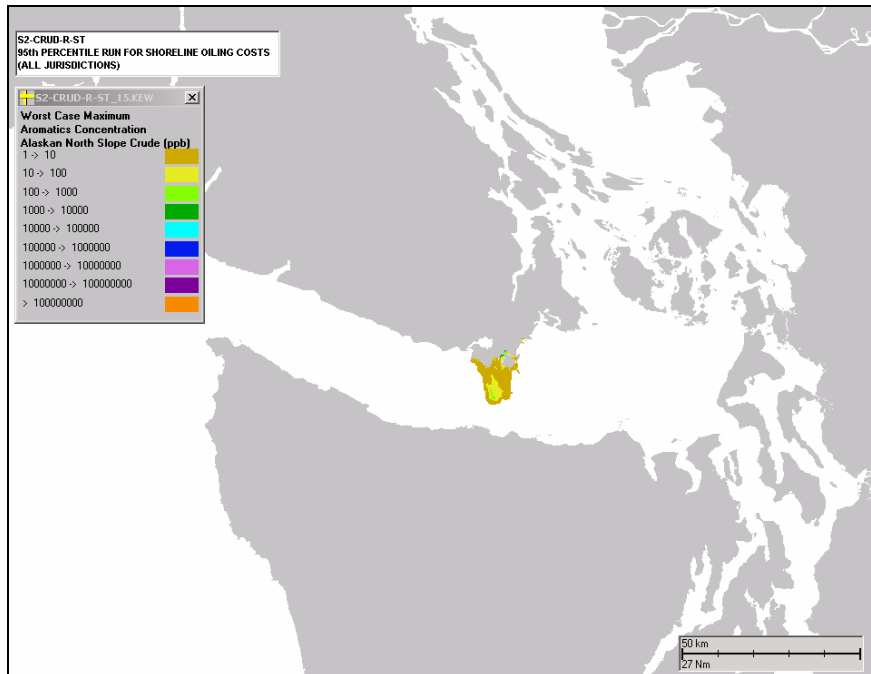 S2-CRUD-R-ST
95th PERCENTILE RUN FOR SHORELINE OILING COSTS
(ALL JURISDICTIONS)
S2-CRUD-R-ST_15.KEW
Worst Case Maximum
Aromatics Concentration
Alaskan North Slope Crude (ppb)
1 -> 10
10 -> 100
100 -> 1000
1000 -> 10000
10000 -> 100000
100000 -> 1000000
1000000 -> 10000000
10000000 -> 100000000
> 100000000
50 km
27 Nm